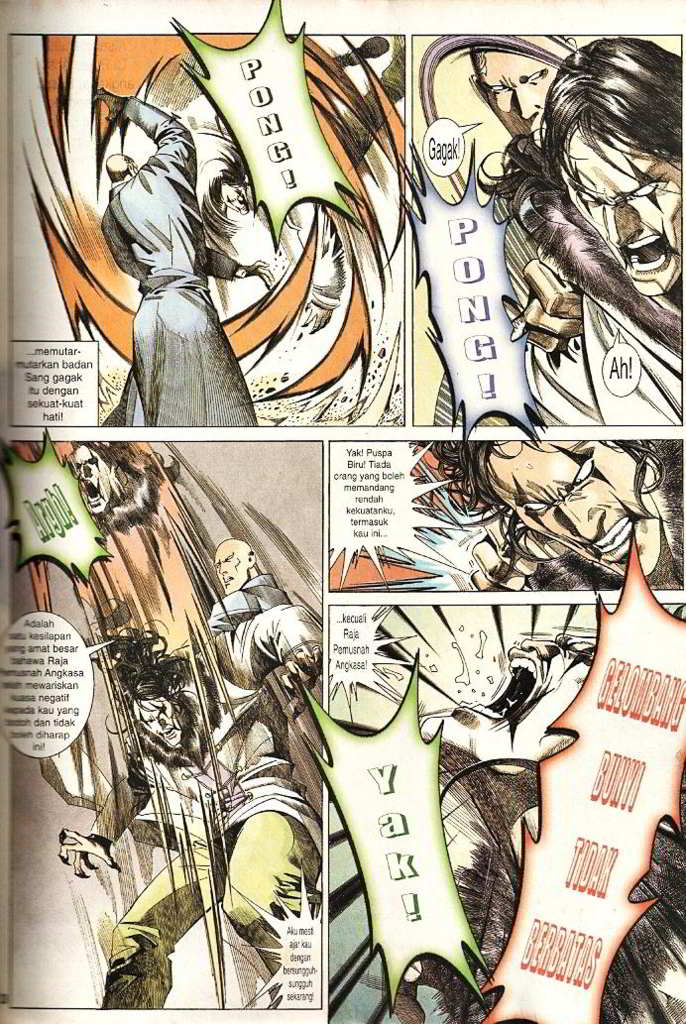 PONG!
...memutar-
mutarkan badan
Sang gagak
itu dengan
sekuat-kuat
hati!
Gagak!
PONG!
Ah!
Argh!
Adalah
satu kesilapan
yang amat besar
bahawa Raja
Pemusnah Angkasa
telah mewariskan
kuasa negatif
kepada kau yang
bodoh dan tidak
boleh diharap
ini!
Aku mesti
ajar kau
dengan
bersungguh-
sungguh
sekarang!
Yak! Puspa
Biru! Tiada
orang yang boleh
memandang
rendah
kekuatanku,
termasuk
kau ini...
...kecuali
Raja
Pemusnah
Angkasa!
Yak!
GELOMBANG
BUNYI
TIDAK
BERBATAS